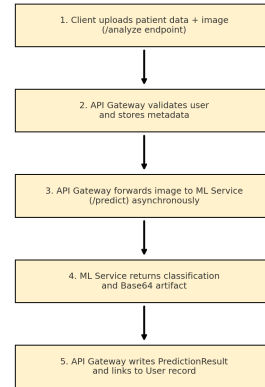 1. Client uploads patient data + image
(/analyze endpoint)
2. API Gateway validates user
and stores metadata
3. API Gateway forwards image to ML Service
(/predict) asynchronously
4. ML Service returns classification
and Base64 artifact
5. API Gateway writes PredictionResult
and links to User record